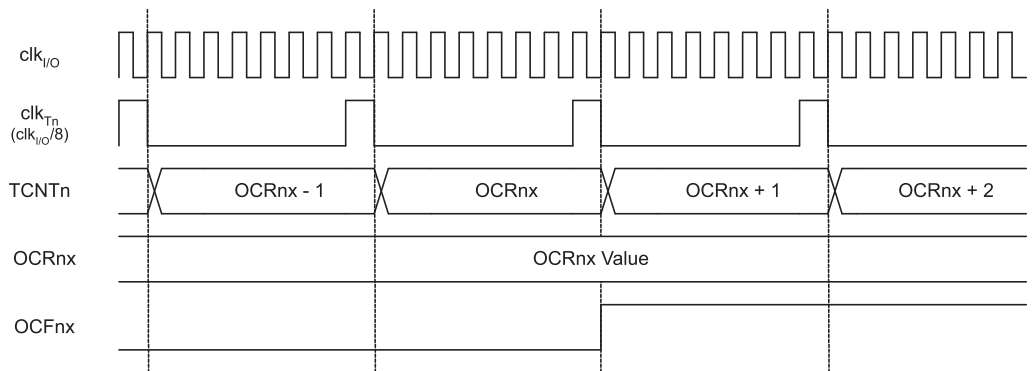 clkI/O
clkTn
(clkI/O/8)
TCNTn OCRnx - 1 OCRnx OCRnx + 1 OCRnx + 2
OCRnx OCRnx Value
OCFnx